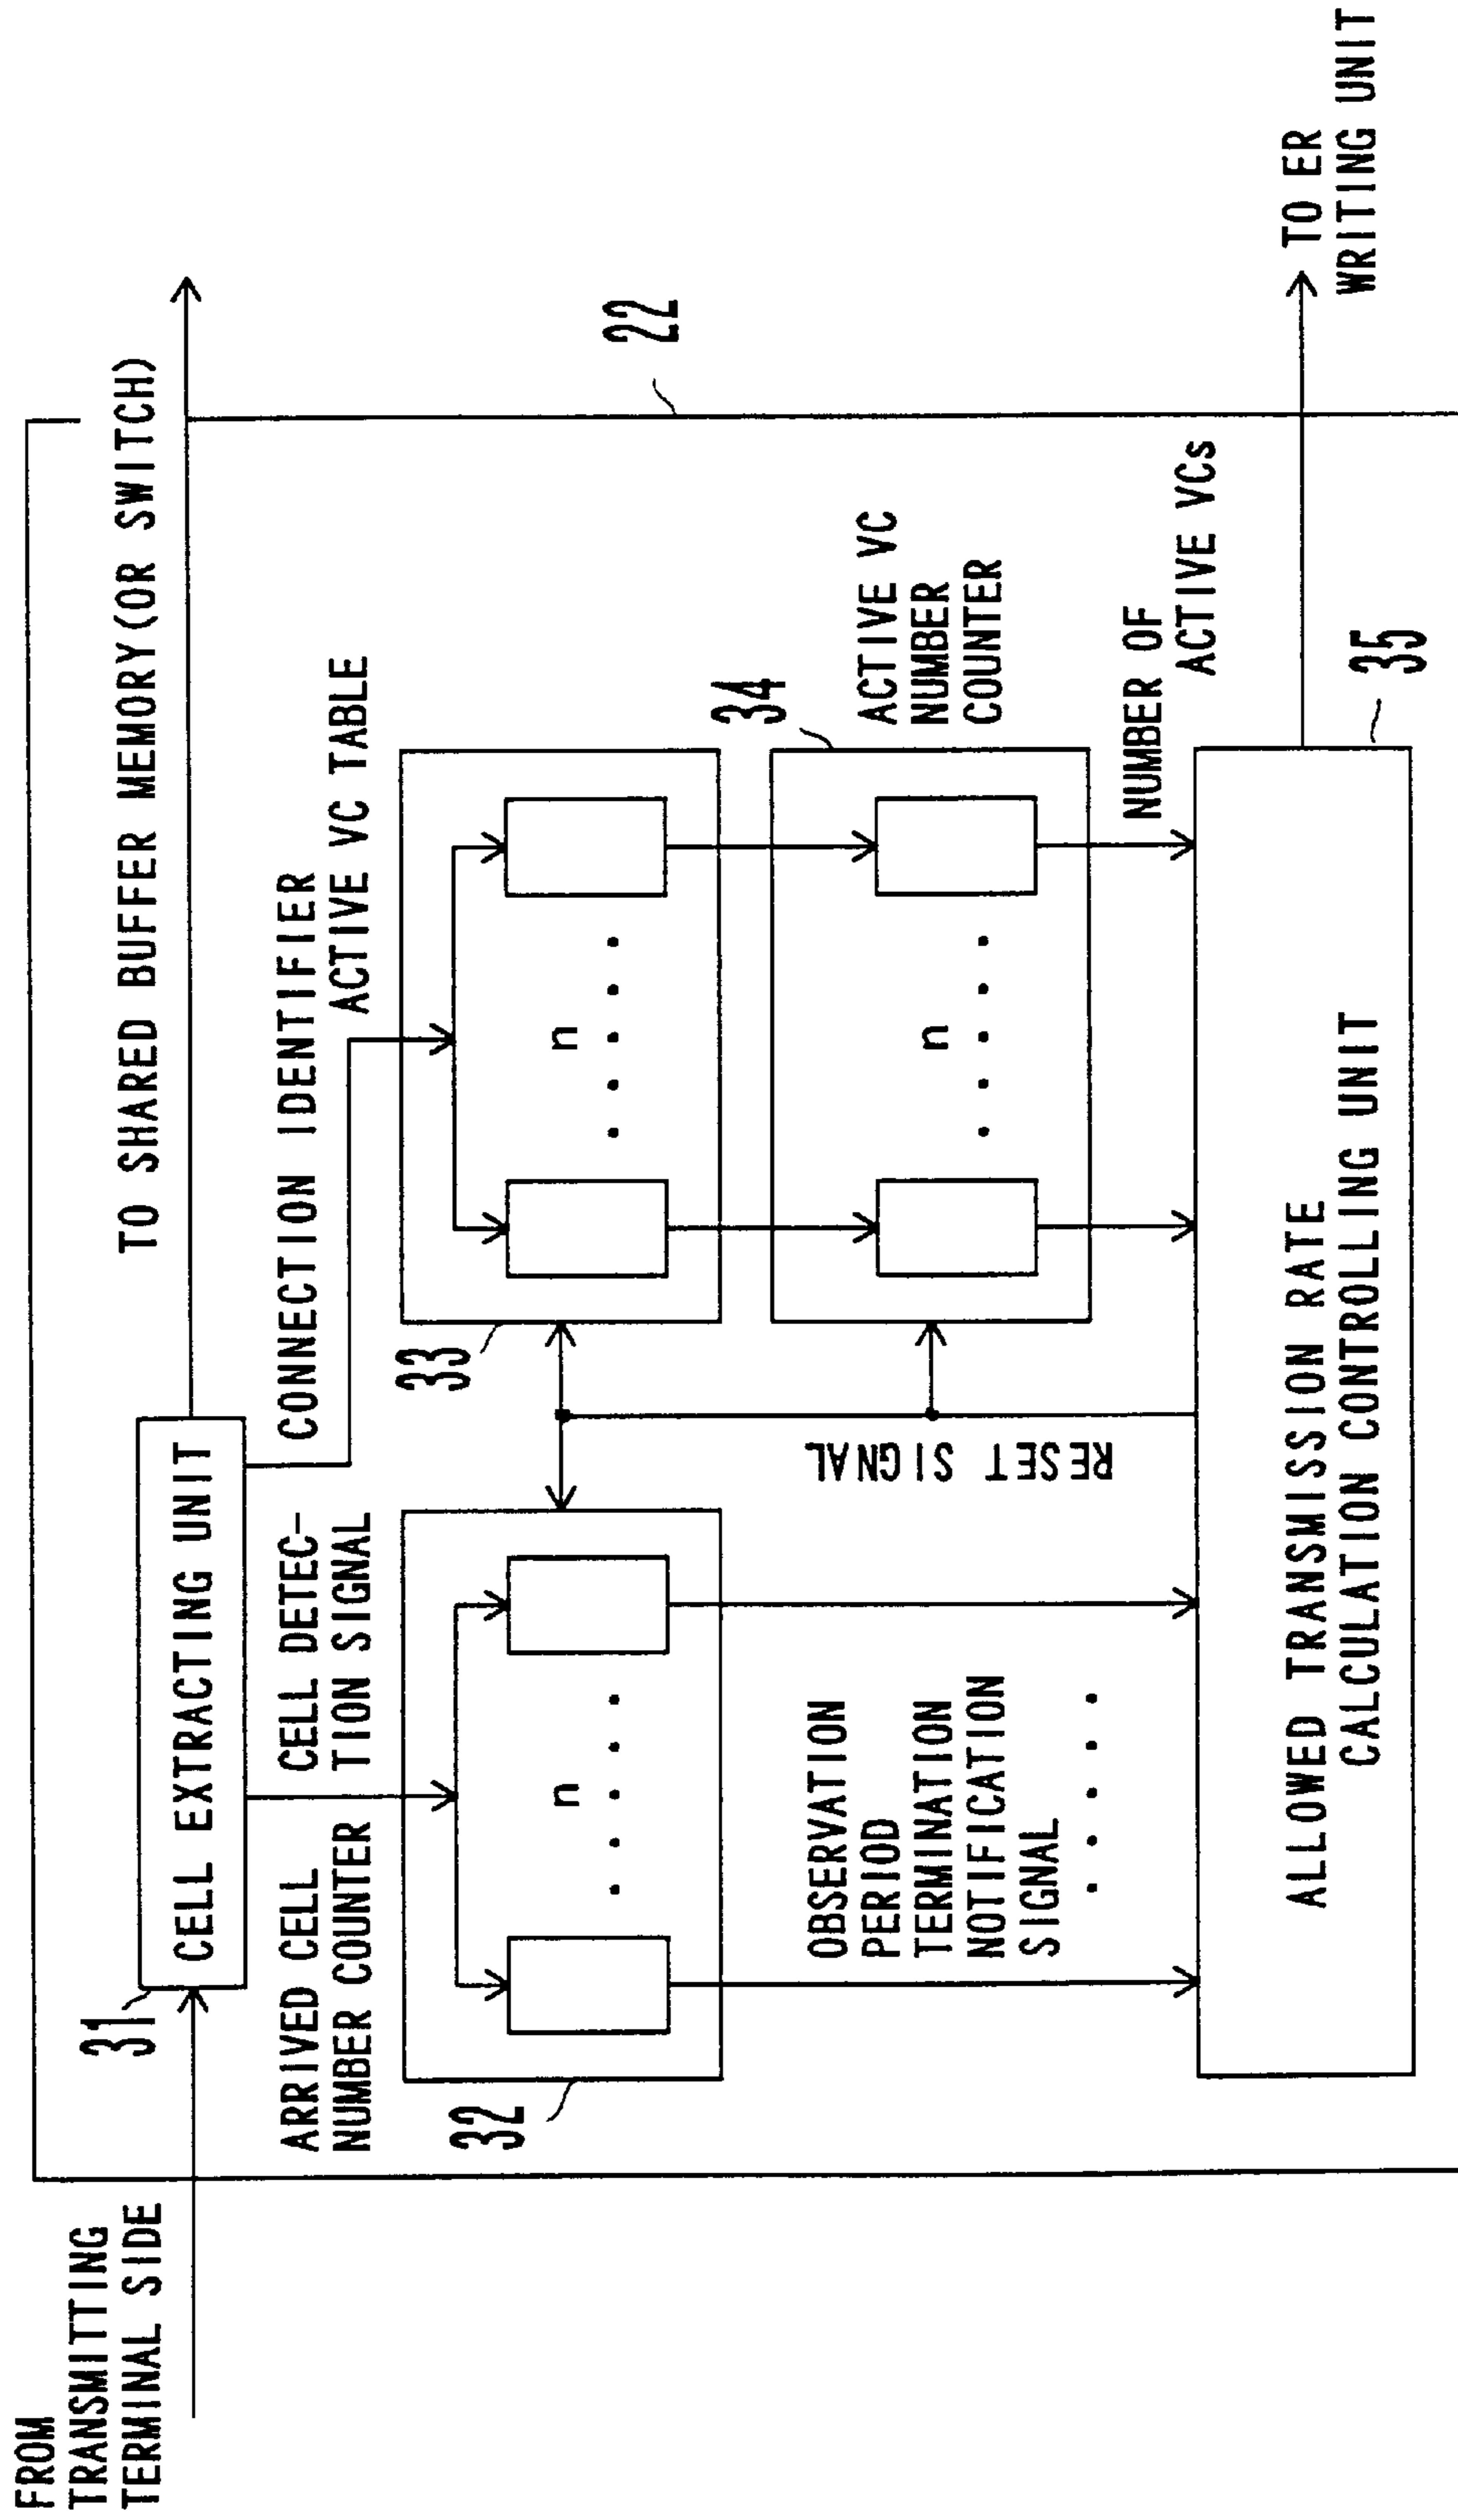 FROM
TRANSMITTING
TERMINAL SIDE
31
CELL EXTRACTING UNIT
TO SHARED BUFFER MEMORY(OR SWITCH)
22
ARRIVED CELL
NUMBER COUNTER
CELL DETEC-
TION SIGNAL
CONNECTION IDENTIFIER
ACTIVE VC TABLE
32
n
33
n
34
ACTIVE VC
NUMBER
COUNTER
n
OBSERVATION
PERIOD
TERMINATION
NOTIFICATION
SIGNAL
RESET SIGNAL
NUMBER OF
ACTIVE VCs
35
ALLOWED TRANSMISSION RATE
CALCULATION CONTROLLING UNIT
TO ER
WRITING UNIT